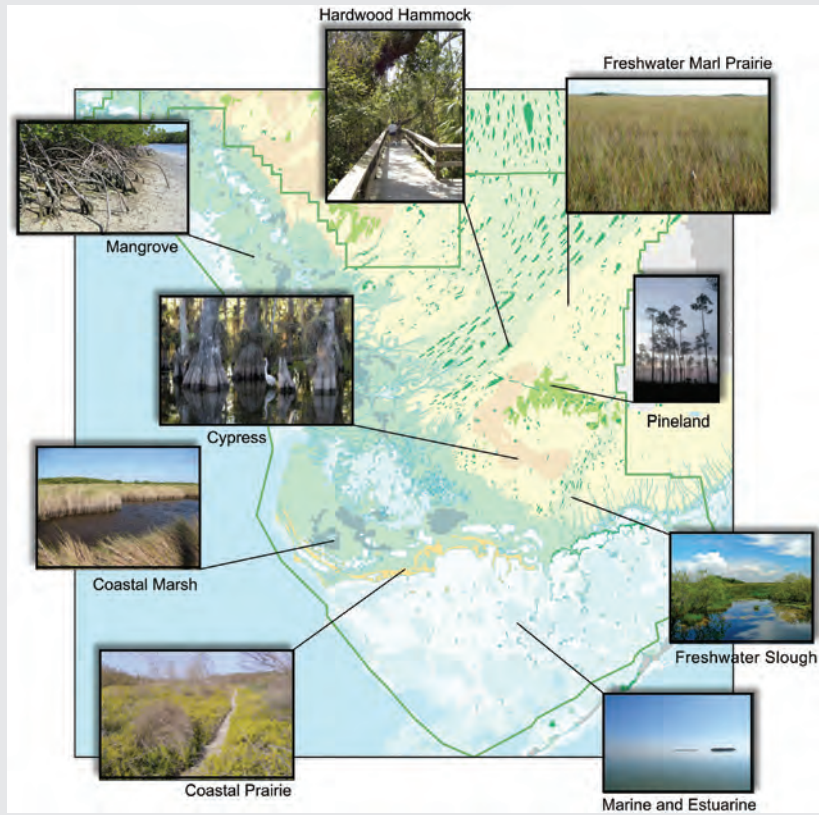 Hardwood Hammock
Freshwater Marl Prairie
Mangrove
Pineland
Cypress
Coastal Marsh
Freshwater Slough
Coastal Prairie
Marine and Estuarine